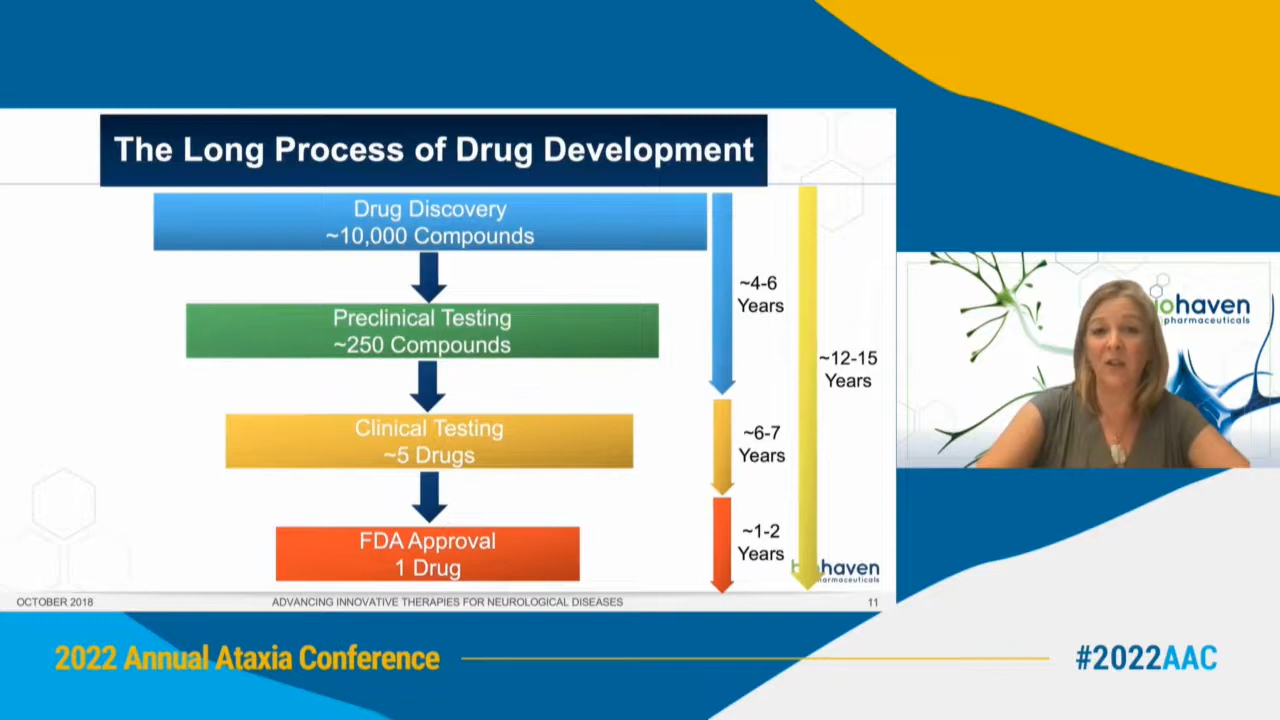 The Long Process of Drug Development
Drug Discovery
~10,000 Compounds
Preclinical Testing
~250 Compounds
Clinical Testing
~5 Drugs
FDA Approval
1 Drug
~4-6
Years
~6-7
Years
~1-2
Years
~12-15
Years
haven
pharmaceuticals
OCTOBER 2018
ADVANCING INNOVATIVE THERAPIES FOR NEUROLOGICAL DISEASES
11
iohaven
pharmaceuticals
2022 Annual Ataxia Conference
#2022AAC